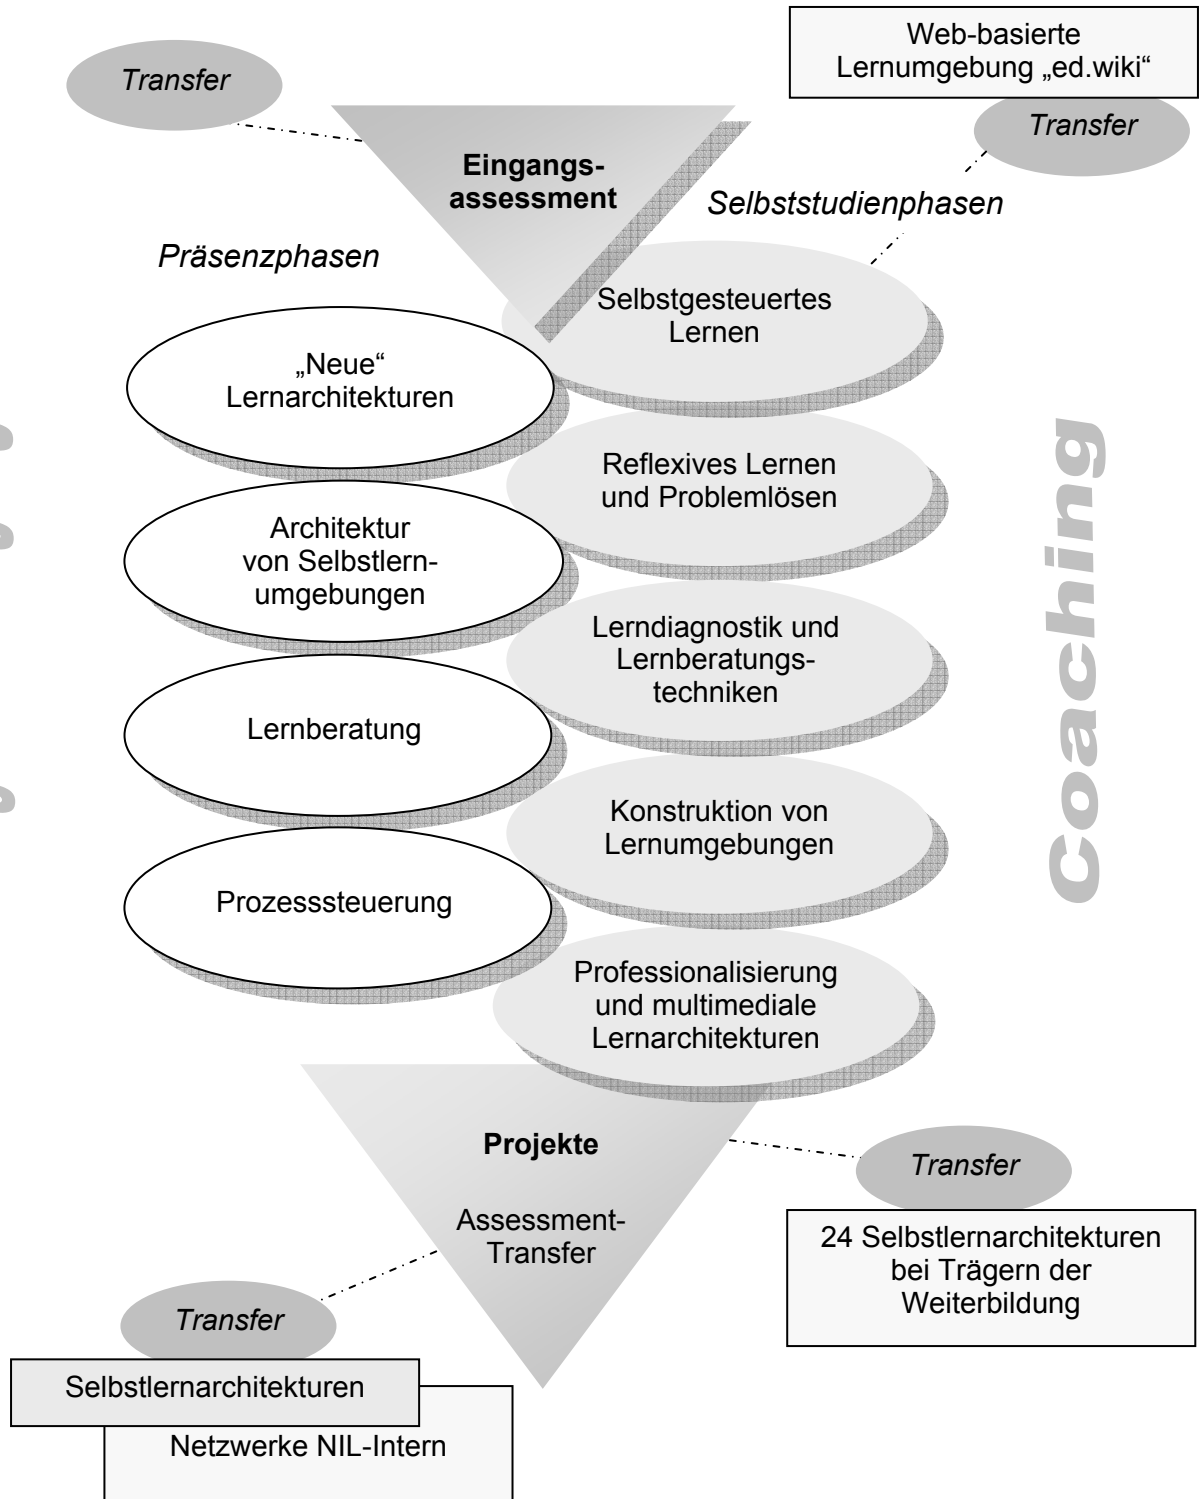 Web-basierte
Lernumgebung „ed.wiki“
Transfer
Transfer
Eingangs-
assessment
Selbststudienphasen
Präsenzphasen
Selbstgesteuertes
Lernen
„Neue“
Lernarchitekturen
Reflexives Lernen
und Problemlösen
Architektur
von Selbstlern-
umgebungen
Lerndiagnostik und
Lernberatungs-
techniken
Lernberatung
Konstruktion von
Lernumgebungen
Prozesssteuerung
Professionalisierung
und multimediale
Lernarchitekturen
Coaching
Projekte
Assessment-
Transfer
Transfer
24 Selbstlernarchitekturen
bei Trägern der
Weiterbildung
Transfer
Selbstlernarchitekturen
Netzwerke NIL-Intern